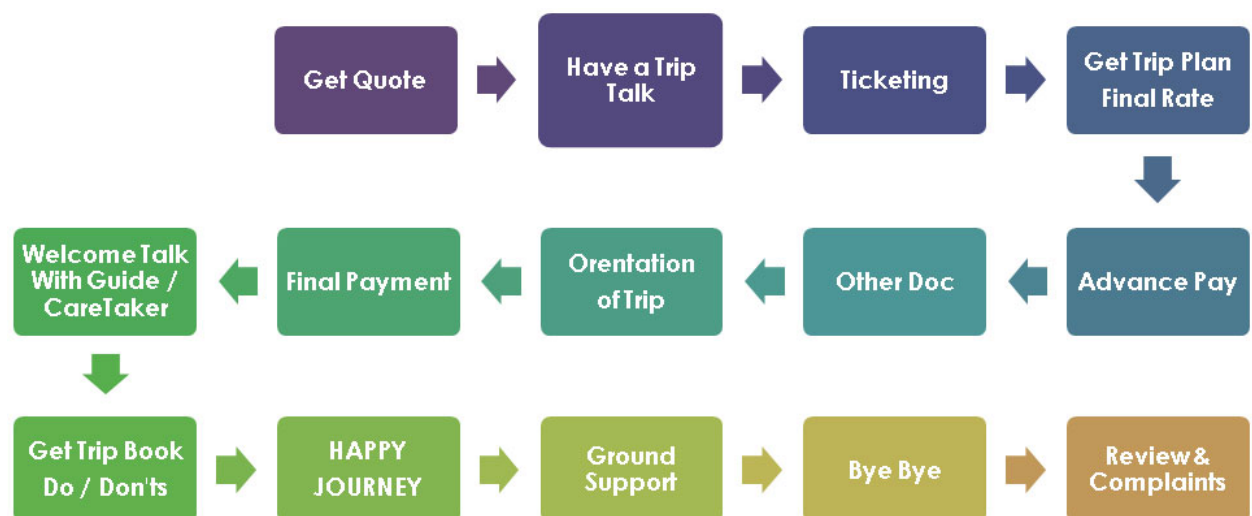 Get Quote
Have a Trip
Talk
Ticketing
Get Trip Plan
Final Rate
Advance Pay
Other Doc
Orentation
of Trip
Final Payment
Welcome Talk
With Guide /
CareTaker
Get Trip Book
Do / Don'ts
HAPPY
JOURNEY
Ground
Support
Bye Bye
Review &
Complaints